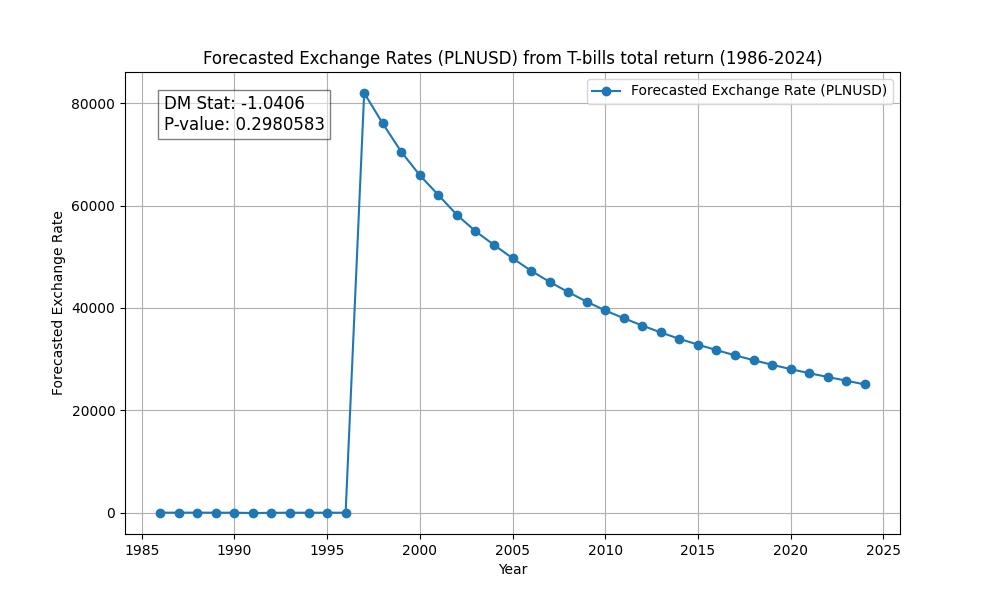 Forecasted Exchange Rates (PLNUSD) from T-bills total return (1986-2024)
DM Stat: -1.0406
P-value: 0.2980583
Forecasted Exchange Rate (PLNUSD)
80000
60000
40000
20000
0
Forecasted Exchange Rate
1985 1990 1995 2000 2005 2010 2015 2020 2025
Year